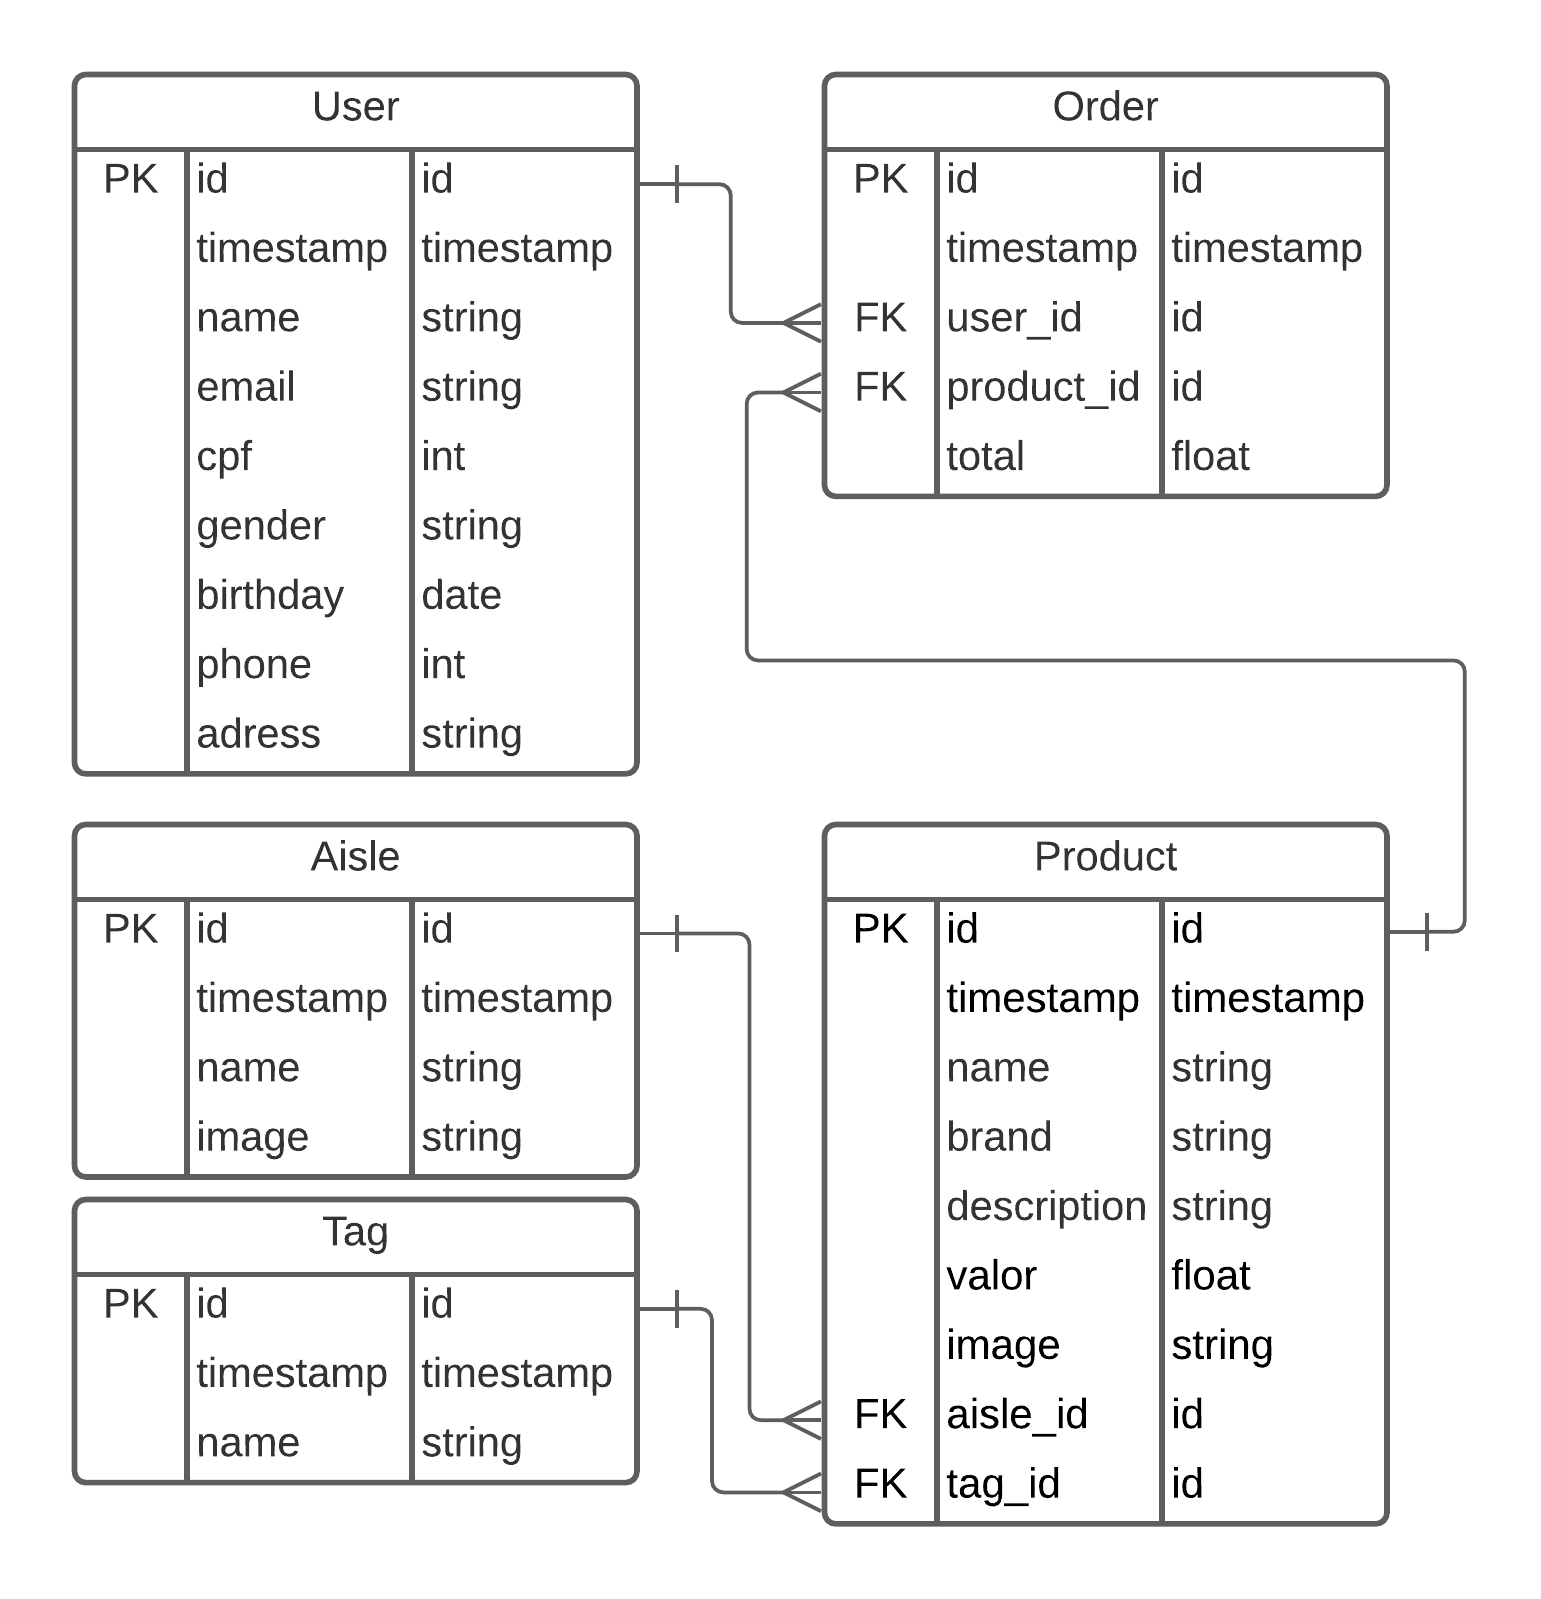 User
PK id id
timestamp timestamp
name string
email string
cpf int
gender string
birthday date
phone int
adress string
Order
PK id id
timestamp timestamp
FK user_id id
FK product_id id
total float
Aisle
PK id id
timestamp timestamp
name string
image string
Tag
PK id id
timestamp timestamp
name string
Product
PK id id
timestamp timestamp
name string
brand string
description string
valor float
image string
FK aisle_id id
FK tag_id id